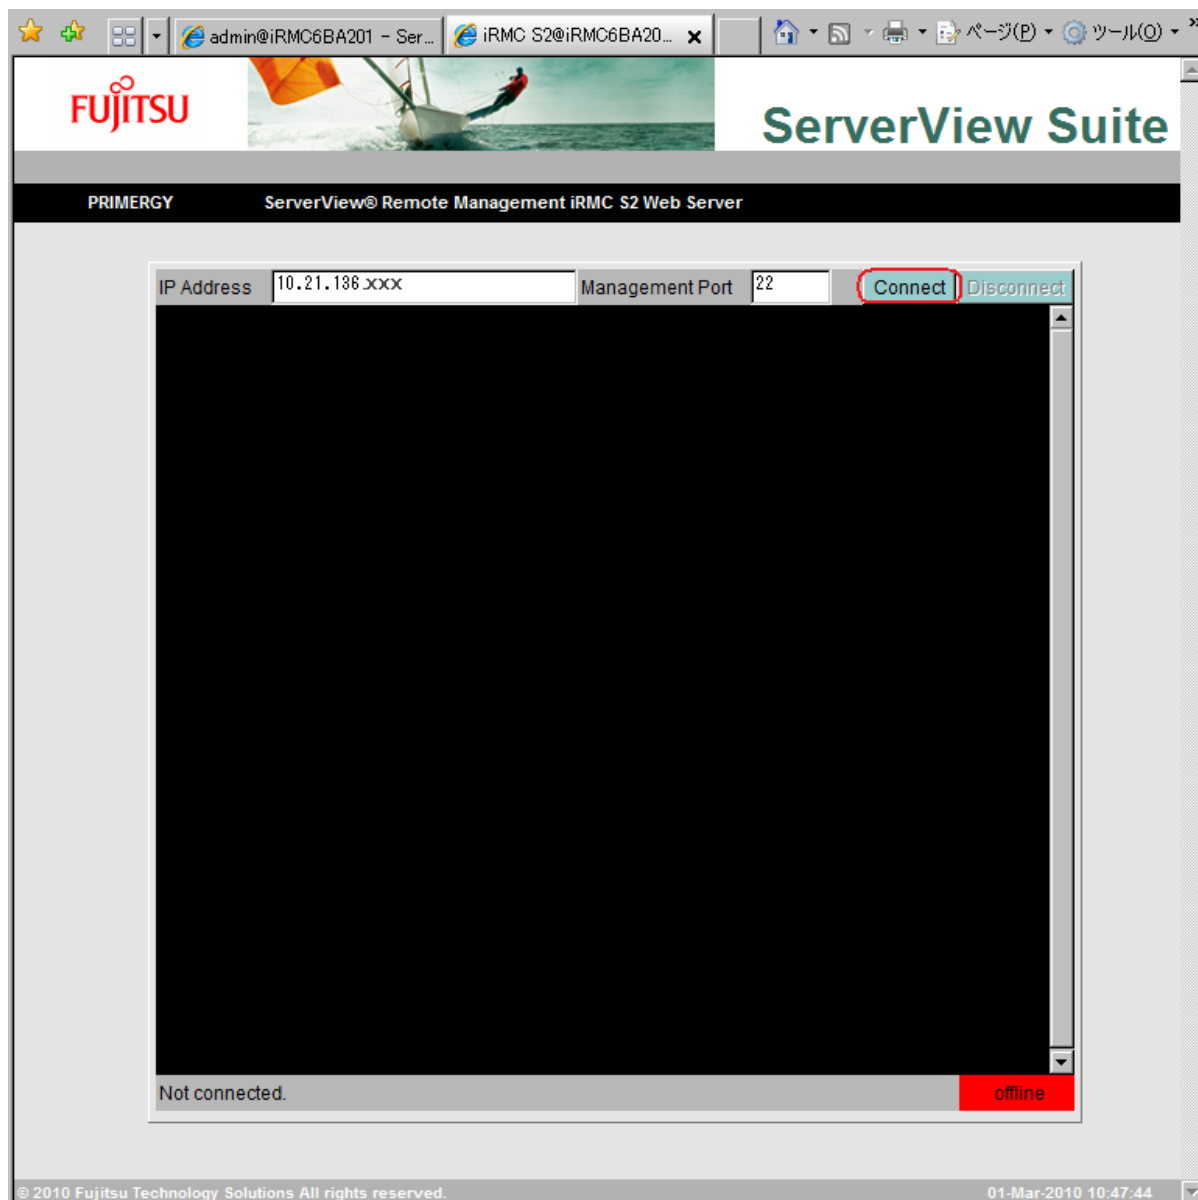 admin@iRMC6BA201 - Ser... iRMC S2@iRMC6BA20... ページ(P) ツール(O)
FUJITSU
ServerView Suite
PRIMERGY ServerView® Remote Management iRMC S2 Web Server
IP Address 10.21.136.xxx Management Port 22 Connect Disconnect
Not connected. offline
© 2010 Fujitsu Technology Solutions All rights reserved. 01-Mar-2010 10:47:44